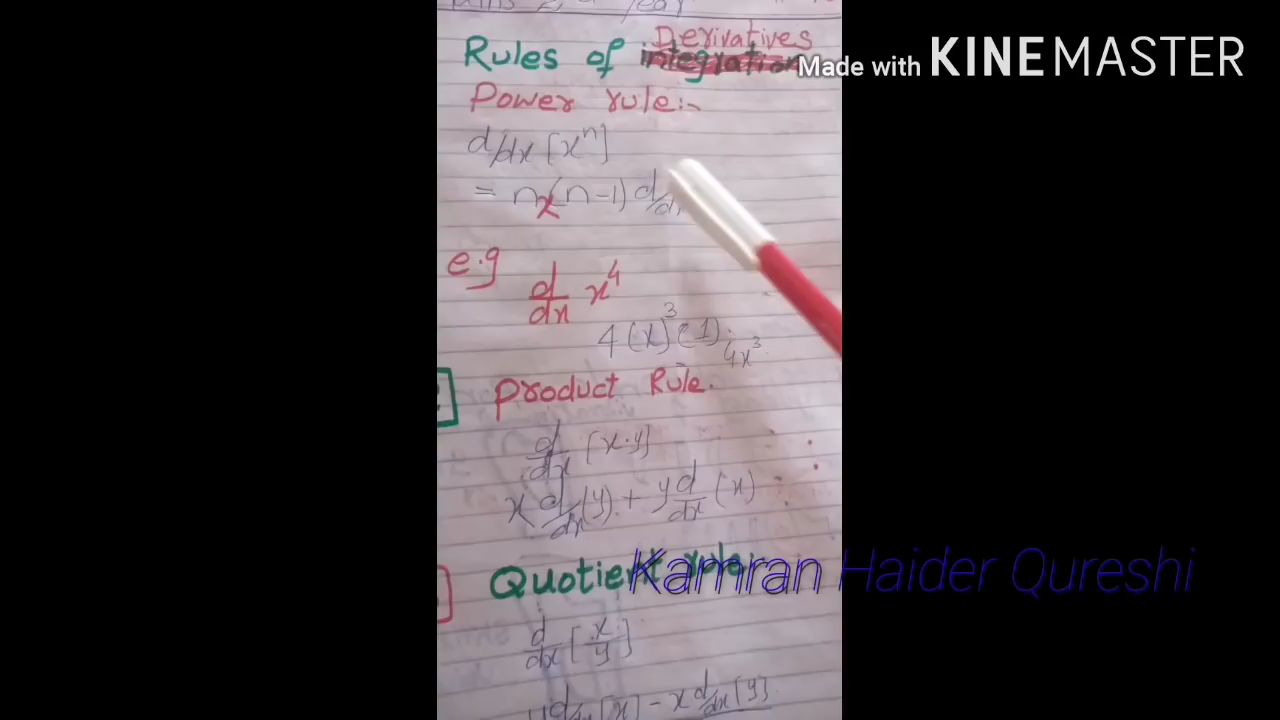 Rules of integration Derivatives
Made with KINEMASTER
Power rule:-
d/dx [x^n]
= n x(n-1) d/dx
e.g
d/dx x^4
4(x)^3(1).
4x^3
Product Rule.
d/dx [x.y]
x d/dx (y) + y d/dx (x)
Quotient rule:
Kamran Haider Qureshi
d/dx [x/y]
y d/dx [x] - x d/dx [y]